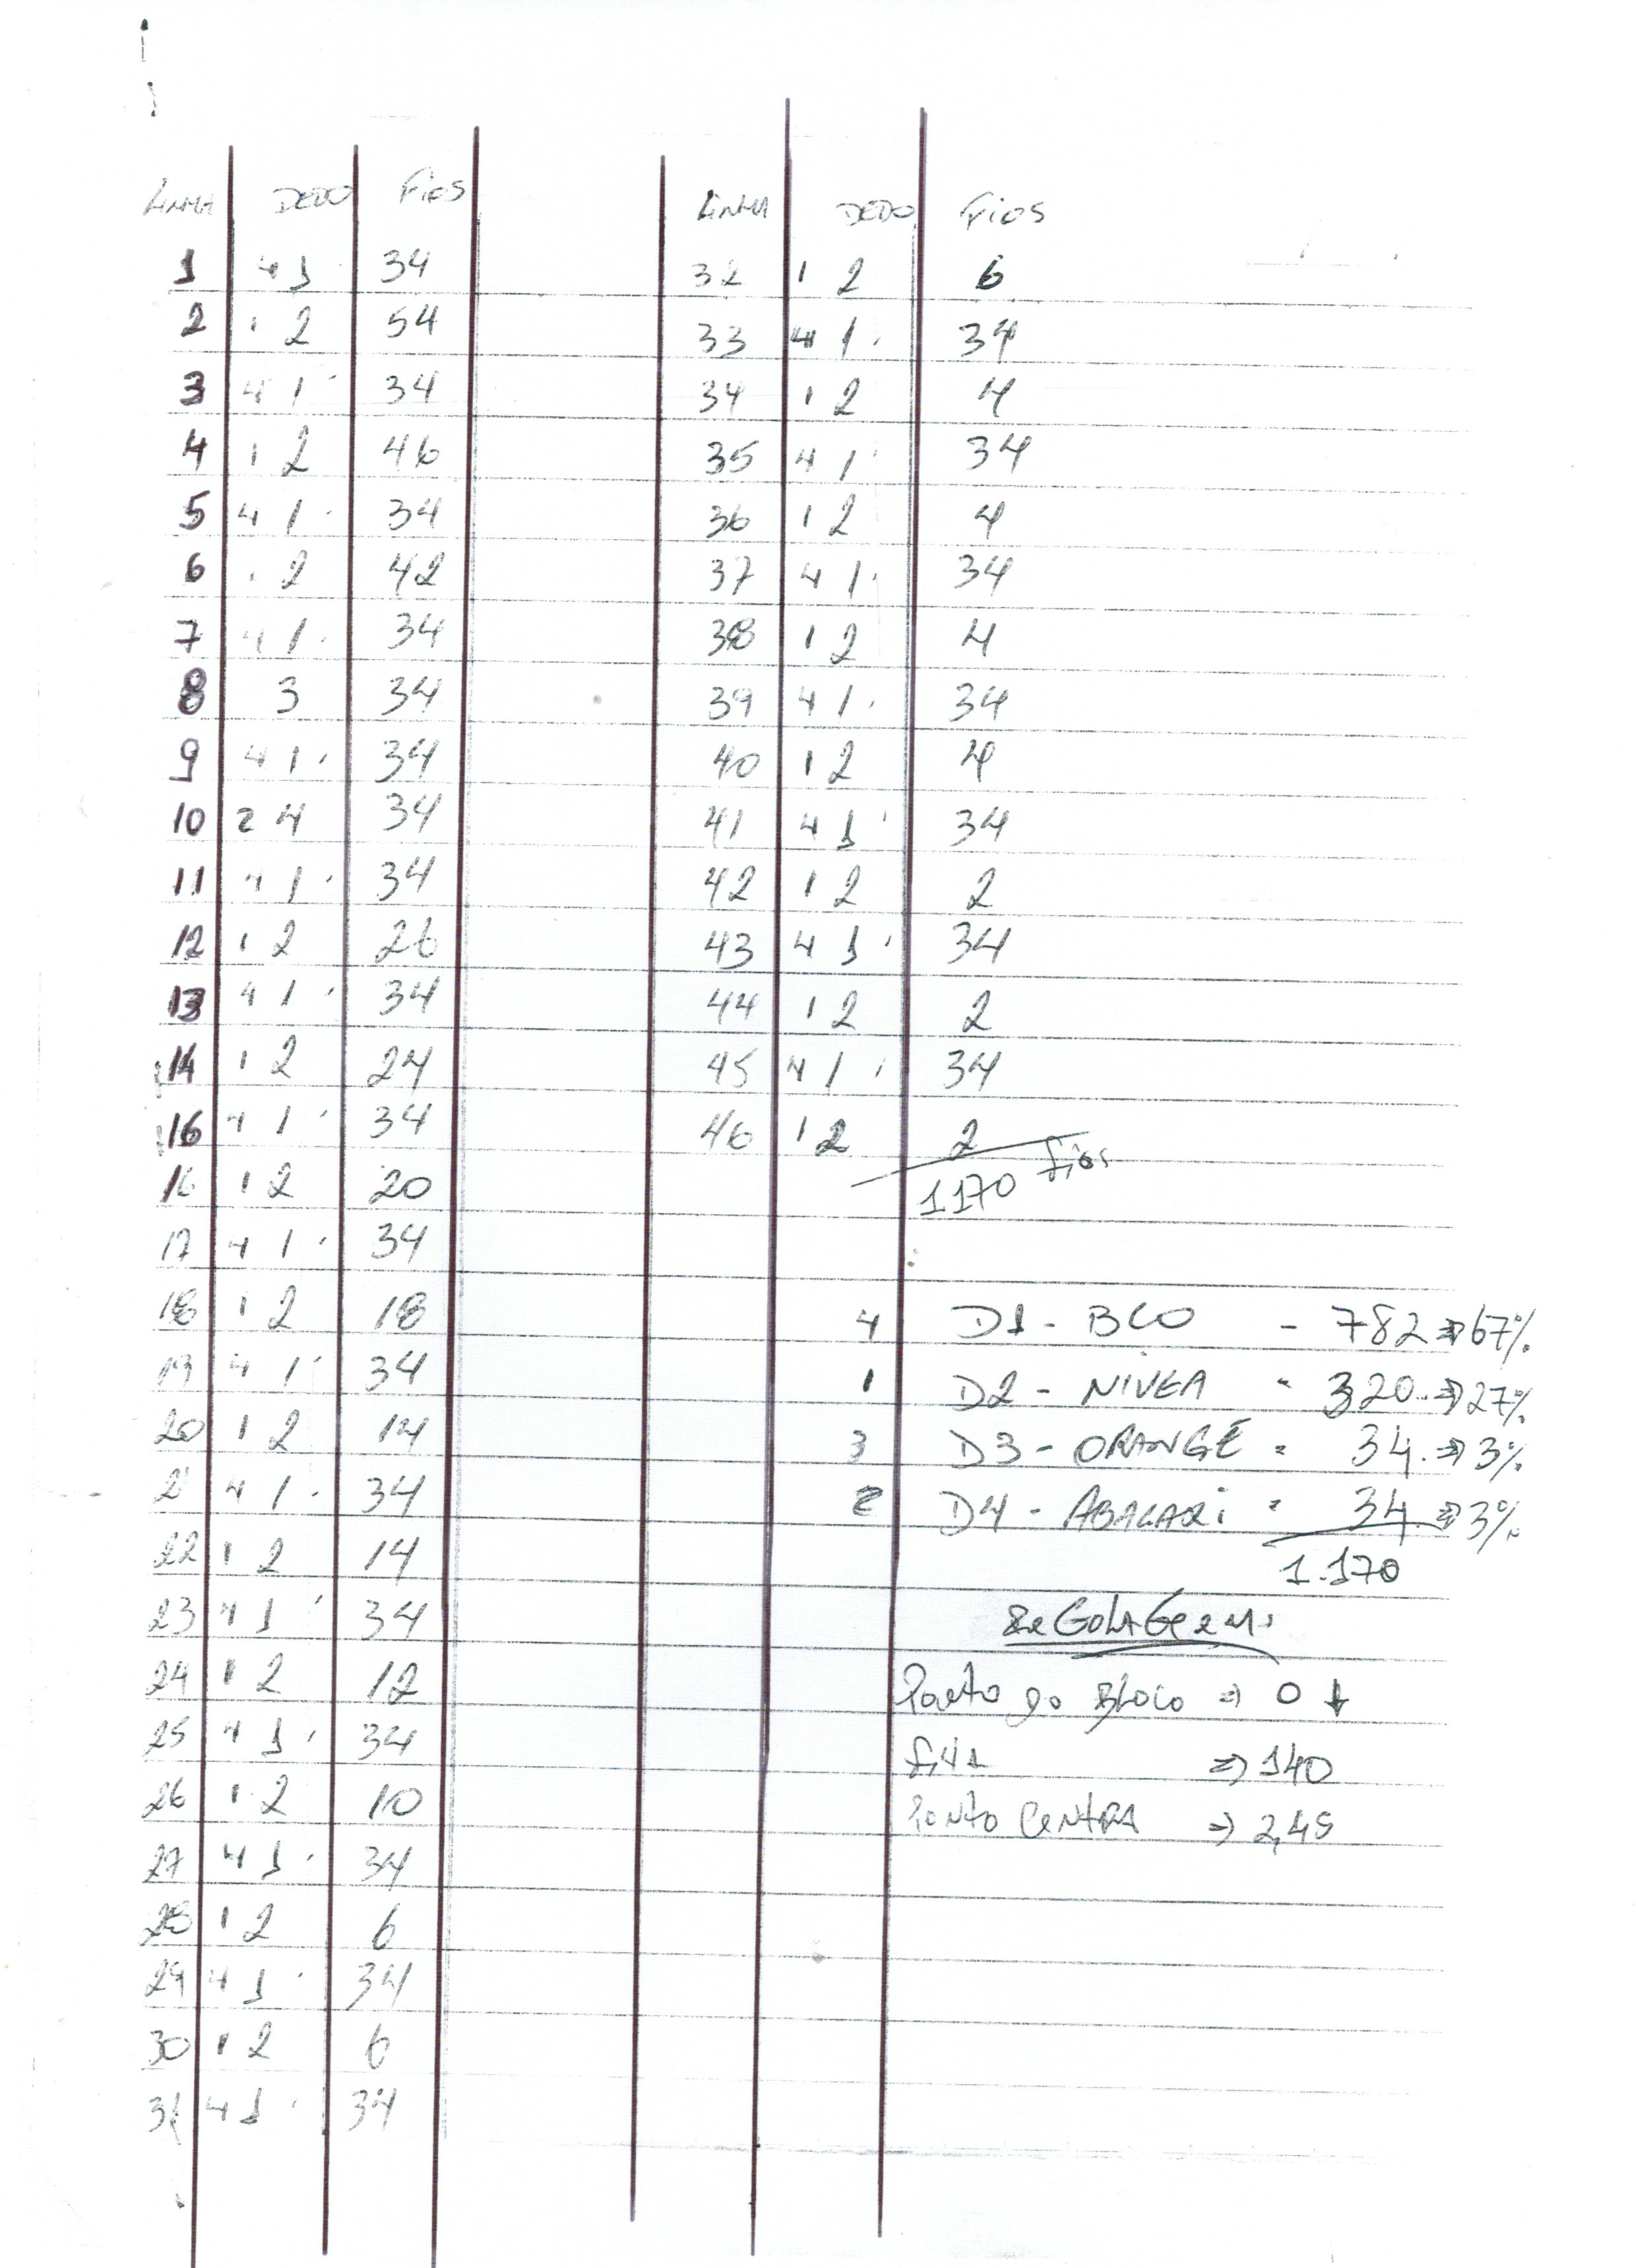 LINHA DEDO FIOS
1 4 1 34
2 1 2 54
3 4 1 34
4 1 2 46
5 4 1 34
6 1 2 42
7 4 1 34
8 3 34
9 4 1 34
10 2 4 34
11 4 1 34
12 1 2 26
13 4 1 34
14 1 2 24
16 4 1 34
16 1 2 20
17 4 1 34
18 1 2 18
19 4 1 34
20 1 2 14
21 4 1 34
22 1 2 14
23 4 1 34
24 1 2 12
25 4 1 34
26 1 2 10
27 4 1 34
28 1 2 6
29 4 1 34
30 1 2 6
31 4 1 34
LINHA DEDO FIOS
32 1 2 6
33 4 1 34
34 1 2 4
35 4 1 34
36 1 2 4
37 4 1 34
38 1 2 4
39 4 1 34
40 1 2 4
41 4 1 34
42 1 2 2
43 4 1 34
44 1 2 2
45 4 1 34
46 1 2 2
1170 fios
4 D1 - BCO - 782 ⇒ 67%
1 D2 - NIVEA - 320 ⇒ 27%
3 D3 - ORANGE = 34 ⇒ 3%
2 D4 - ABACAXI = 34 ⇒ 3%
1.170
Ponto do Bloco ⇒ 0 ↓
⇒ 140
Ponto Centra ⇒ 2,45